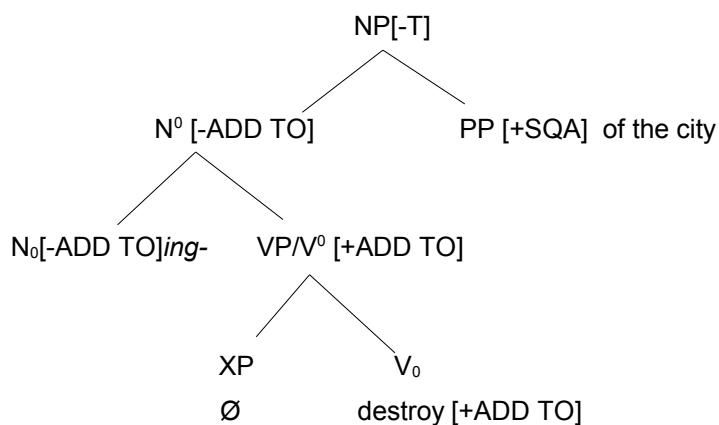 NP[-T]
N⁰ [-ADD TO] PP [+SQA] of the city
N₀[-ADD TO]ing- VP/V⁰ [+ADD TO]
XP V₀
Ø destroy [+ADD TO]